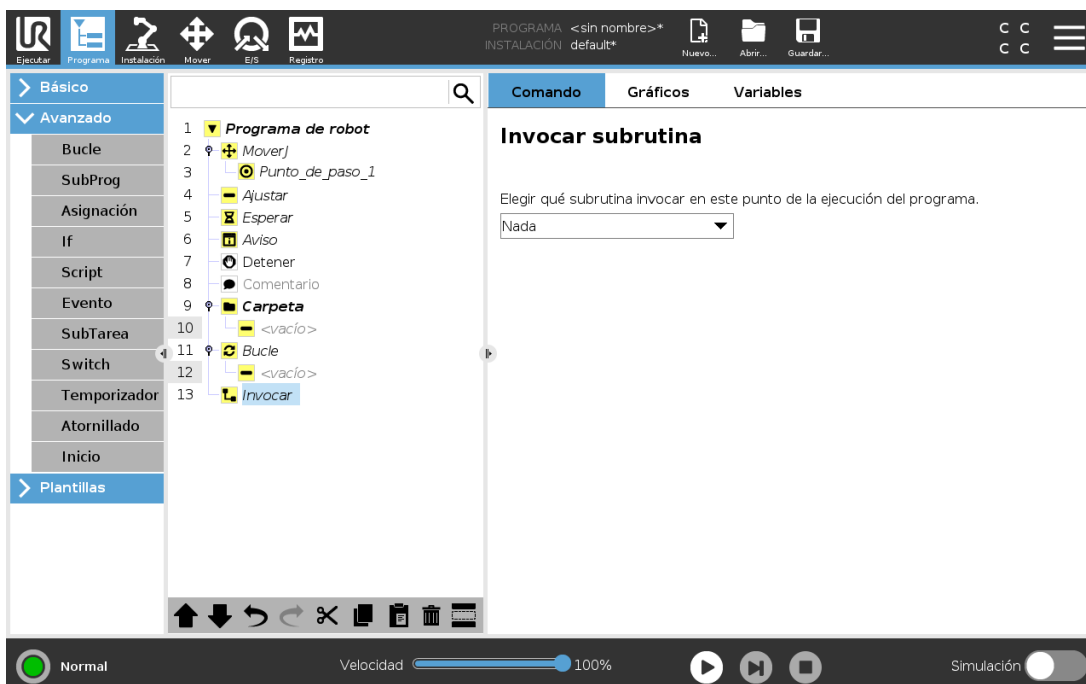 UR
PROGRAMA <sin nombre>*
INSTALACIÓN default*
Ejecutar Programa Instalación Mover E/S Registro Nuevo... Abrir... Guardar...
C C
C C
Básico
Avanzado
Bucle
SubProg
Asignación
If
Script
Evento
SubTarea
Switch
Temporizador
Atornillado
Inicio
Plantillas
1 Programa de robot
2 MoverJ
3 Punto_de_paso_1
4 Ajustar
5 Esperar
6 Aviso
7 Detener
8 Comentario
9 Carpeta
10 <vacío>
11 Bucle
12 <vacío>
13 Invocar
Comando Gráficos Variables
Invocar subrutina
Elegir qué subrutina invocar en este punto de la ejecución del programa.
Nada
Normal Velocidad 100% Simulación